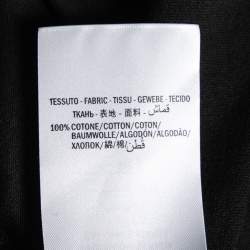 TESSUTO - FABRIC - TISSU - GEWEBE - TECIDO
ТКАНЬ - 表地 - 面料 - قماش
100% COTONE/COTTON/COTON/
BAUMWOLLE/ALGODÓN/ALGODÃO/
ХЛОПОК/綿/棉/قطن